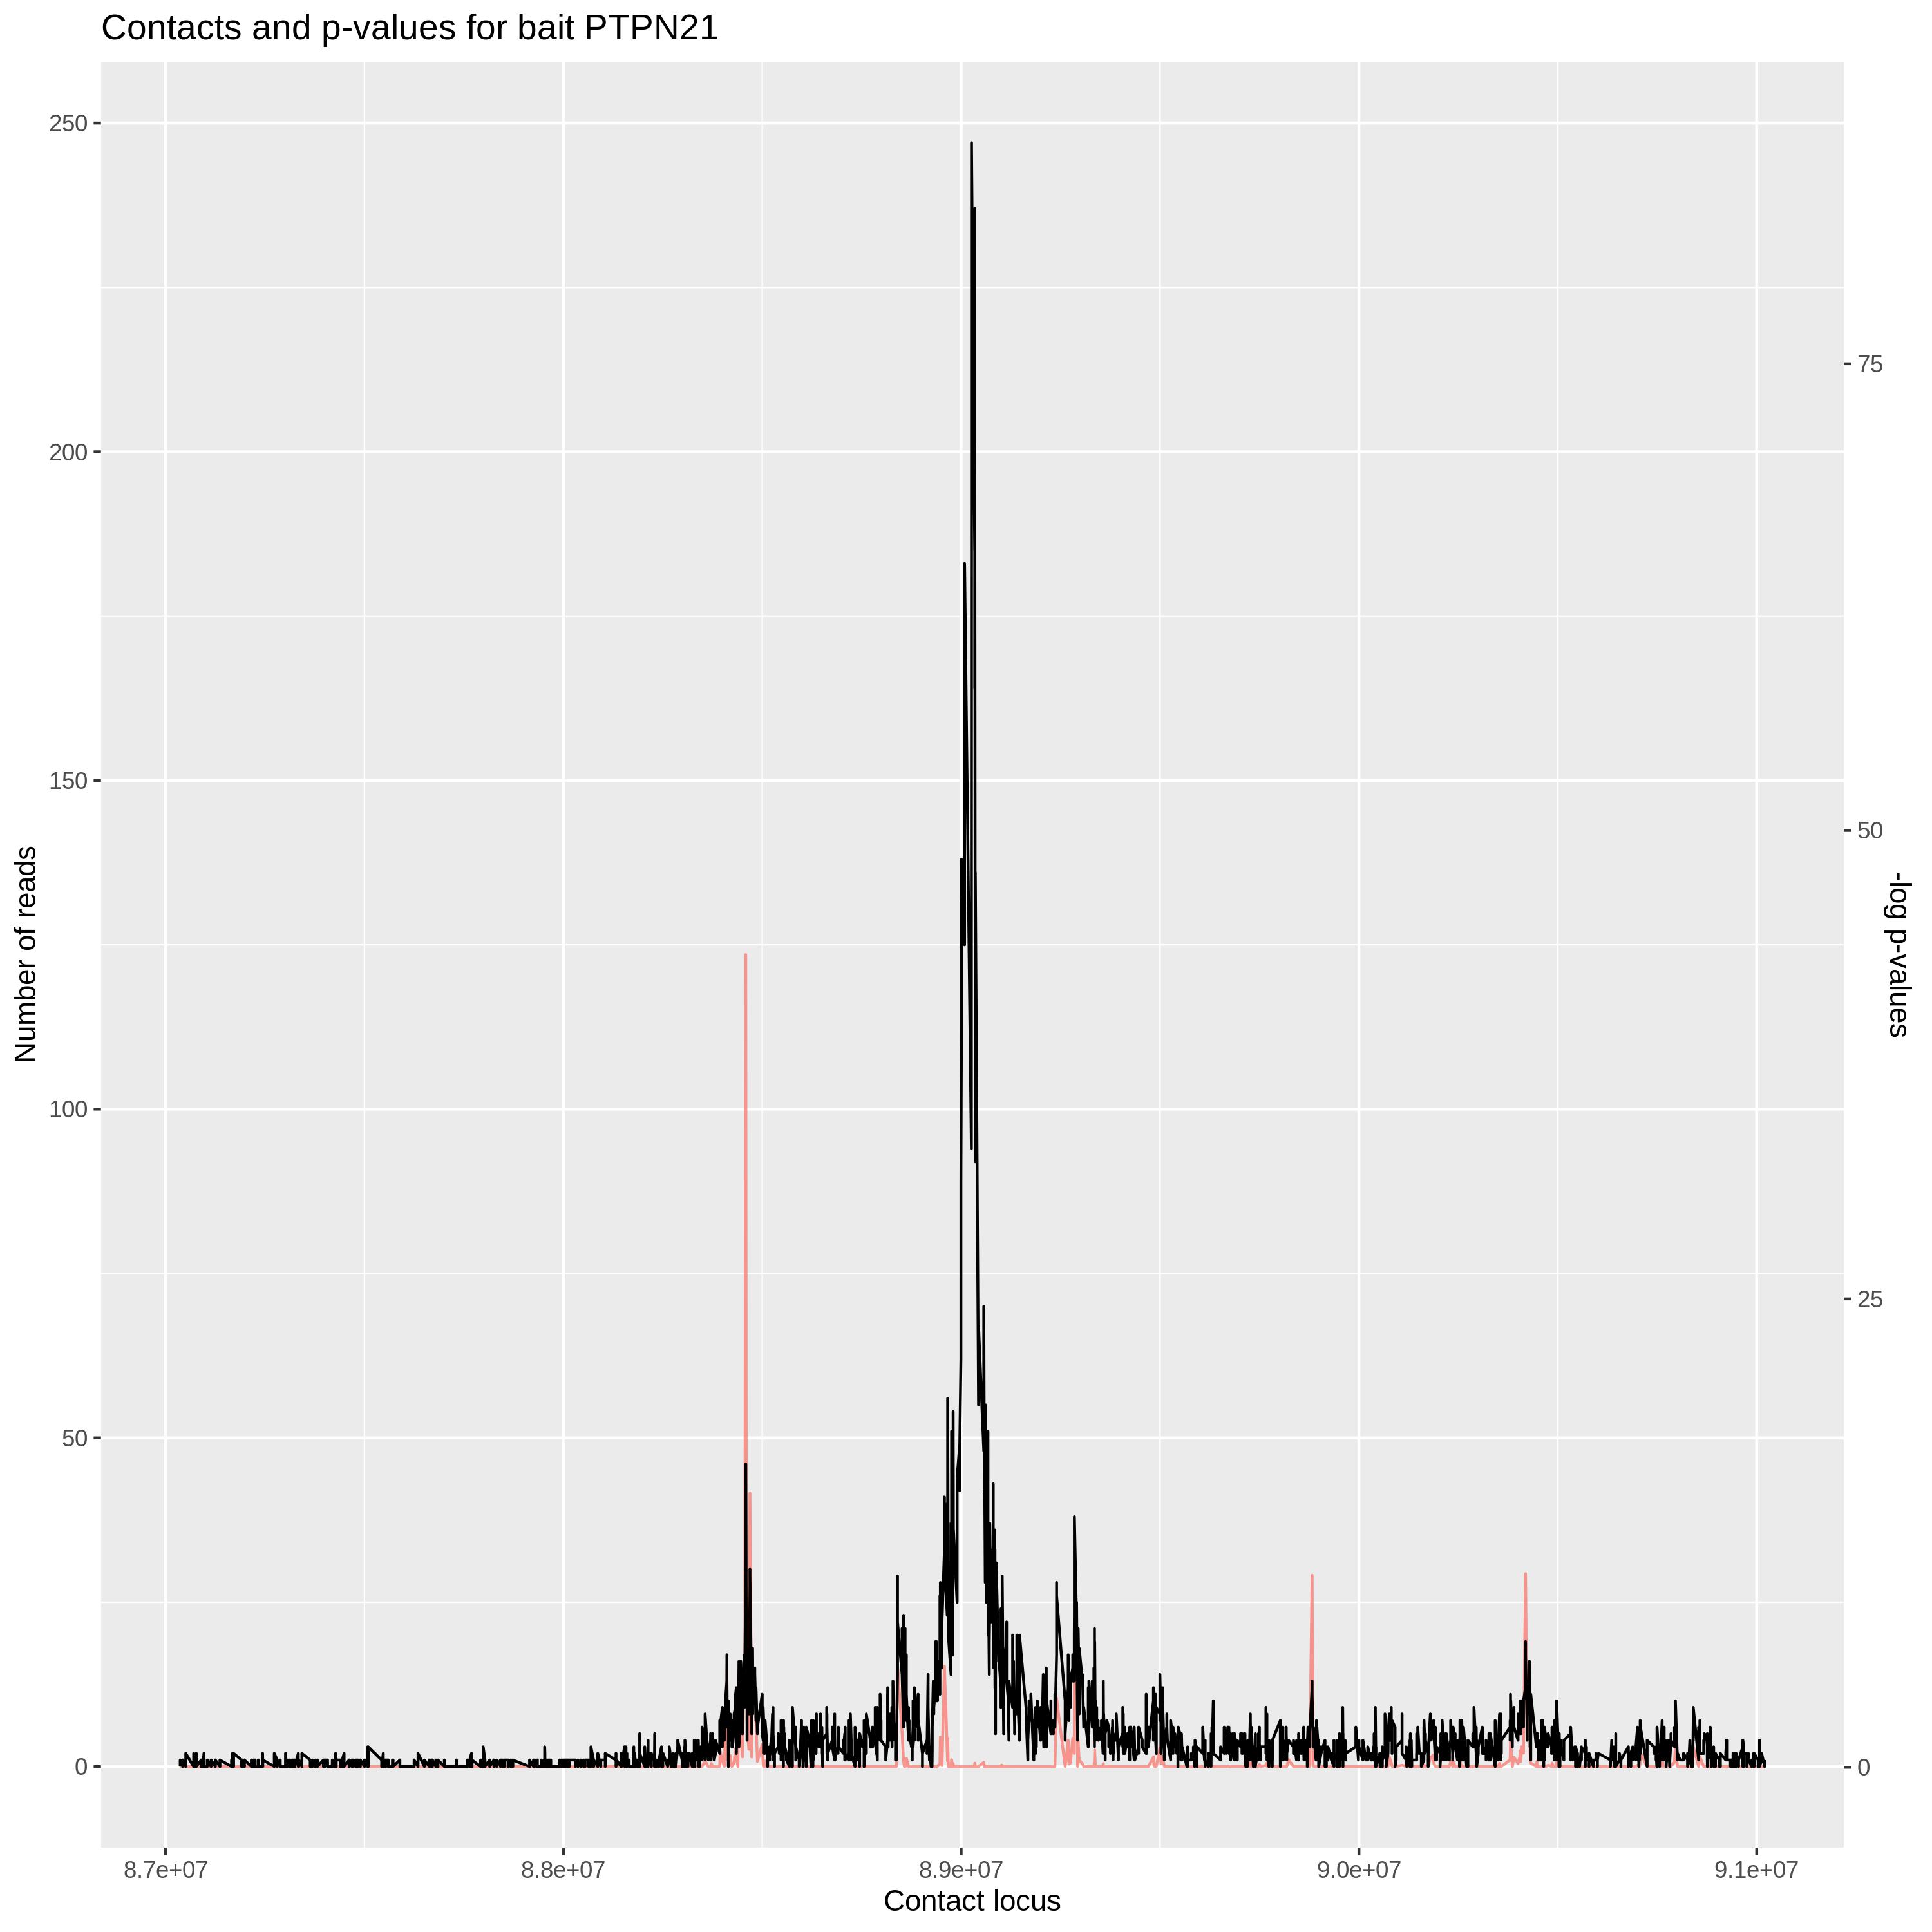 Contacts and p-values for bait PTPN21
250
200
150
100
50
0
Number of reads
75
50
25
0
-log p-values
8.7e+07
8.8e+07
8.9e+07
9.0e+07
9.1e+07
Contact locus